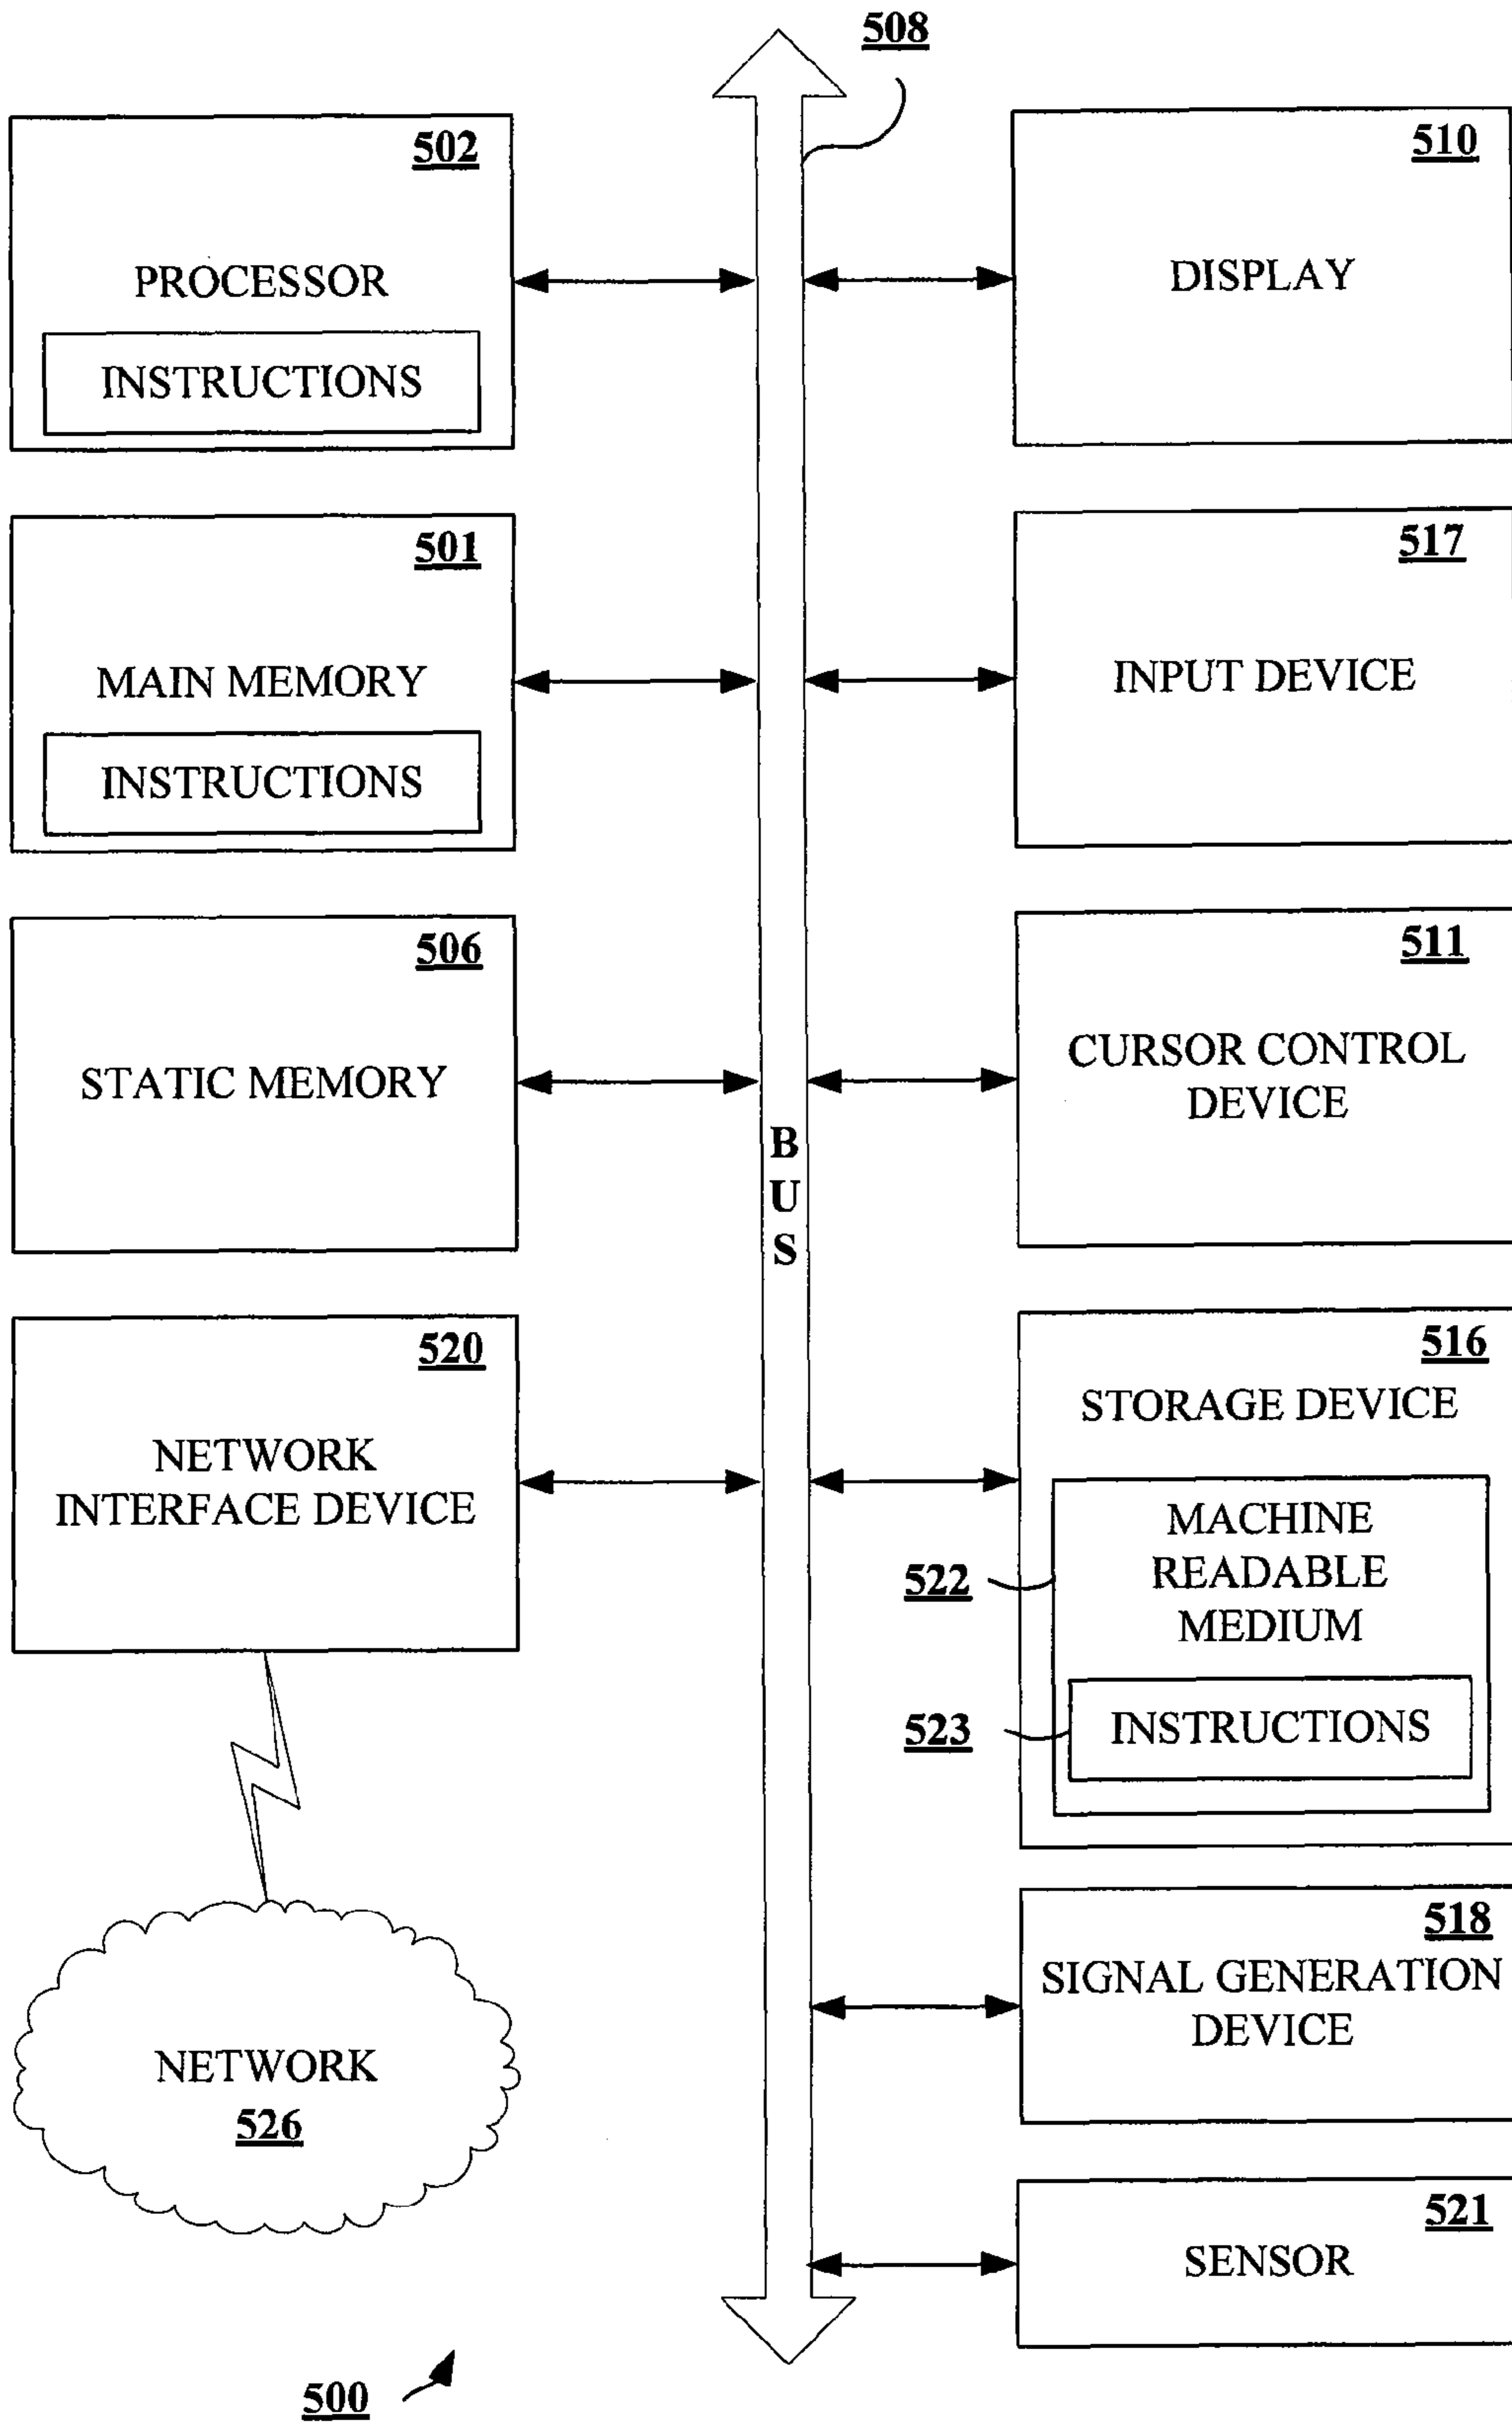 508
502
PROCESSOR
INSTRUCTIONS
501
MAIN MEMORY
INSTRUCTIONS
506
STATIC MEMORY
520
NETWORK
INTERFACE DEVICE
NETWORK
526
500
B
U
S
510
DISPLAY
517
INPUT DEVICE
511
CURSOR CONTROL
DEVICE
516
STORAGE DEVICE
522
MACHINE
READABLE
MEDIUM
523
INSTRUCTIONS
518
SIGNAL GENERATION
DEVICE
521
SENSOR